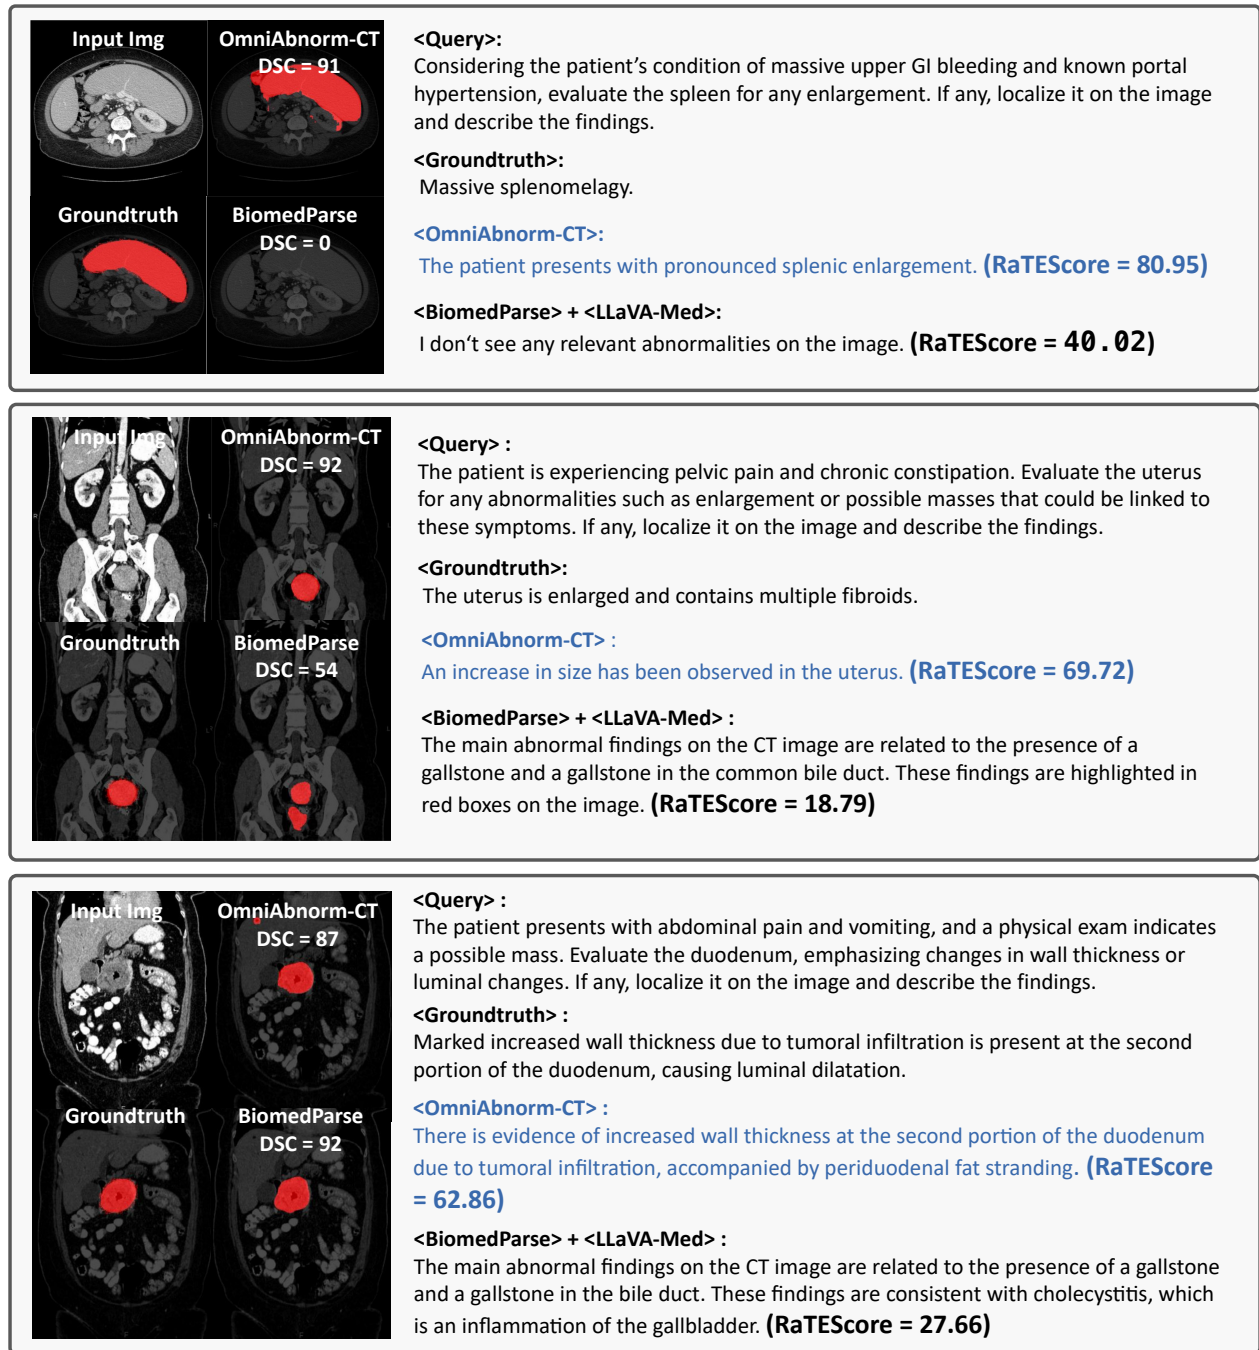 Input Img
OmniAbnorm-CT
DSC = 91
Groundtruth
BiomedParse
DSC = 0
<Query>:
Considering the patient’s condition of massive upper GI bleeding and known portal
hypertension, evaluate the spleen for any enlargement. If any, localize it on the image
and describe the findings.
<Groundtruth>:
Massive splenomelagy.
<OmniAbnorm-CT>:
The patient presents with pronounced splenic enlargement. (RaTEScore = 80.95)
<BiomedParse> + <LLaVA-Med>:
I don‘t see any relevant abnormalities on the image. (RaTEScore = 40.02)
Input Img
OmniAbnorm-CT
DSC = 92
R
L
Groundtruth
BiomedParse
DSC = 54
<Query> :
The patient is experiencing pelvic pain and chronic constipation. Evaluate the uterus
for any abnormalities such as enlargement or possible masses that could be linked to
these symptoms. If any, localize it on the image and describe the findings.
<Groundtruth>:
The uterus is enlarged and contains multiple fibroids.
<OmniAbnorm-CT> :
An increase in size has been observed in the uterus. (RaTEScore = 69.72)
<BiomedParse> + <LLaVA-Med> :
The main abnormal findings on the CT image are related to the presence of a
gallstone and a gallstone in the common bile duct. These findings are highlighted in
red boxes on the image. (RaTEScore = 18.79)
Input Img
OmniAbnorm-CT
DSC = 87
Groundtruth
BiomedParse
DSC = 92
<Query> :
The patient presents with abdominal pain and vomiting, and a physical exam indicates
a possible mass. Evaluate the duodenum, emphasizing changes in wall thickness or
luminal changes. If any, localize it on the image and describe the findings.
<Groundtruth> :
Marked increased wall thickness due to tumoral infiltration is present at the second
portion of the duodenum, causing luminal dilatation.
<OmniAbnorm-CT> :
There is evidence of increased wall thickness at the second portion of the duodenum
due to tumoral infiltration, accompanied by periduodenal fat stranding. (RaTEScore
= 62.86)
<BiomedParse> + <LLaVA-Med> :
The main abnormal findings on the CT image are related to the presence of a gallstone
and a gallstone in the bile duct. These findings are consistent with cholecystitis, which
is an inflammation of the gallbladder. (RaTEScore = 27.66)